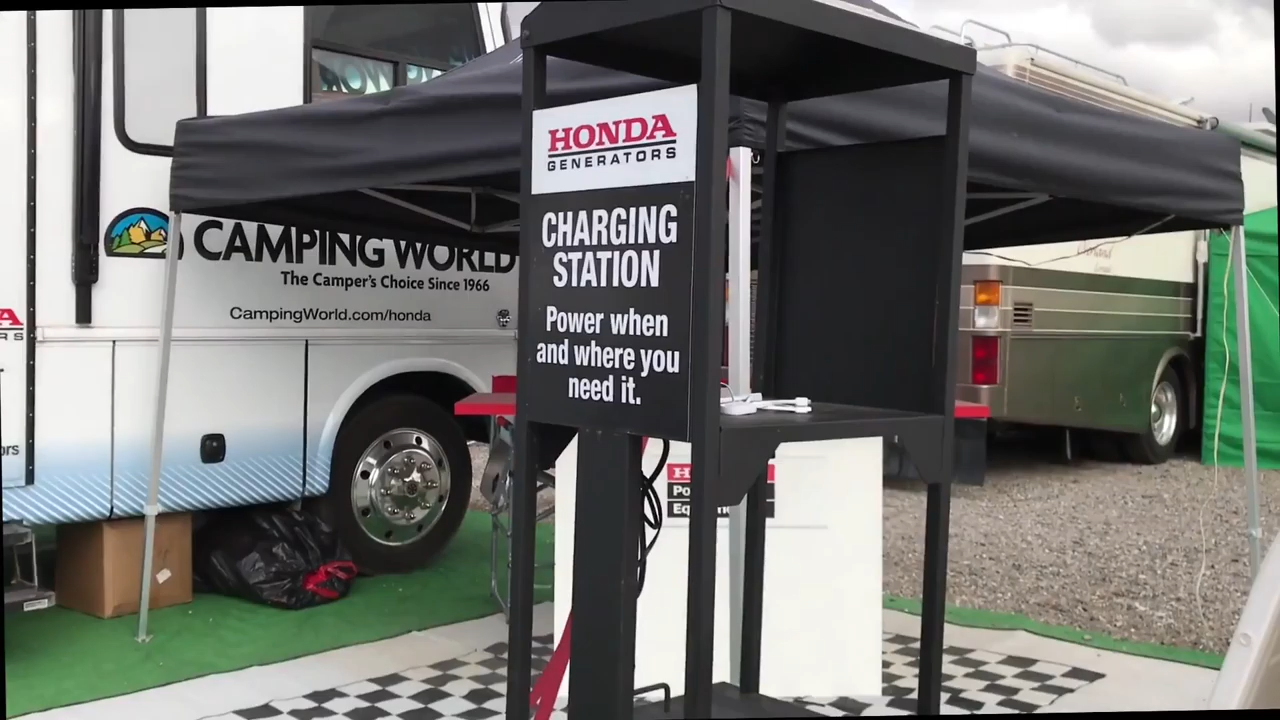 HONDA
GENERATORS
CHARGING
STATION
Power when
and where you
need it.
CAMPING WORLD
The Camper's Choice Since 1966
CampingWorld.com/honda